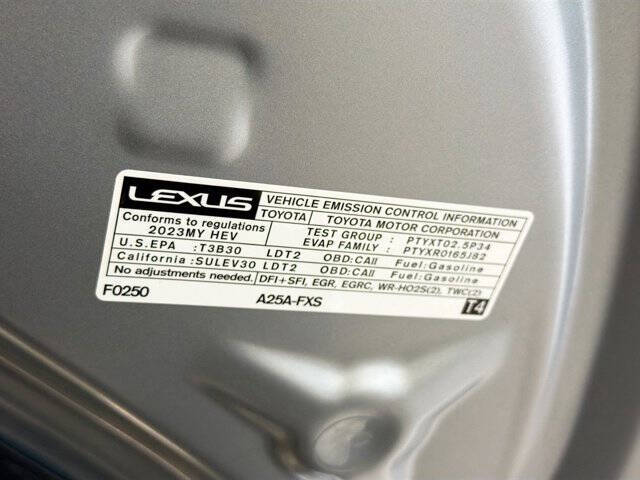 LEXUS VEHICLE EMISSION CONTROL INFORMATION
TOYOTA TOYOTA MOTOR CORPORATION
Conforms to regulations
2023MY HEV
TEST GROUP : PTYXT02.5P34
EVAP FAMILY : PTYXR0165J82
U.S.EPA :T3B30 LDT2 OBD:CAⅡ Fuel:Gasoline
California :SULEV30 LDT2 OBD:CAⅡ Fuel:Gasoline
No adjustments needed. DFI+SFI, EGR, EGRC, WR-HO2S(2), TWC(2)
F0250 A25A-FXS T4